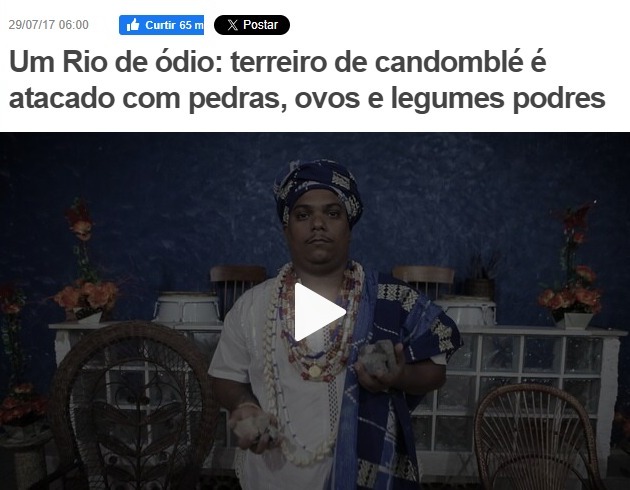 29/07/17 06:00
Curtir 65 m
Postar
Um Rio de ódio: terreiro de candomblé é
atacado com pedras, ovos e legumes podres